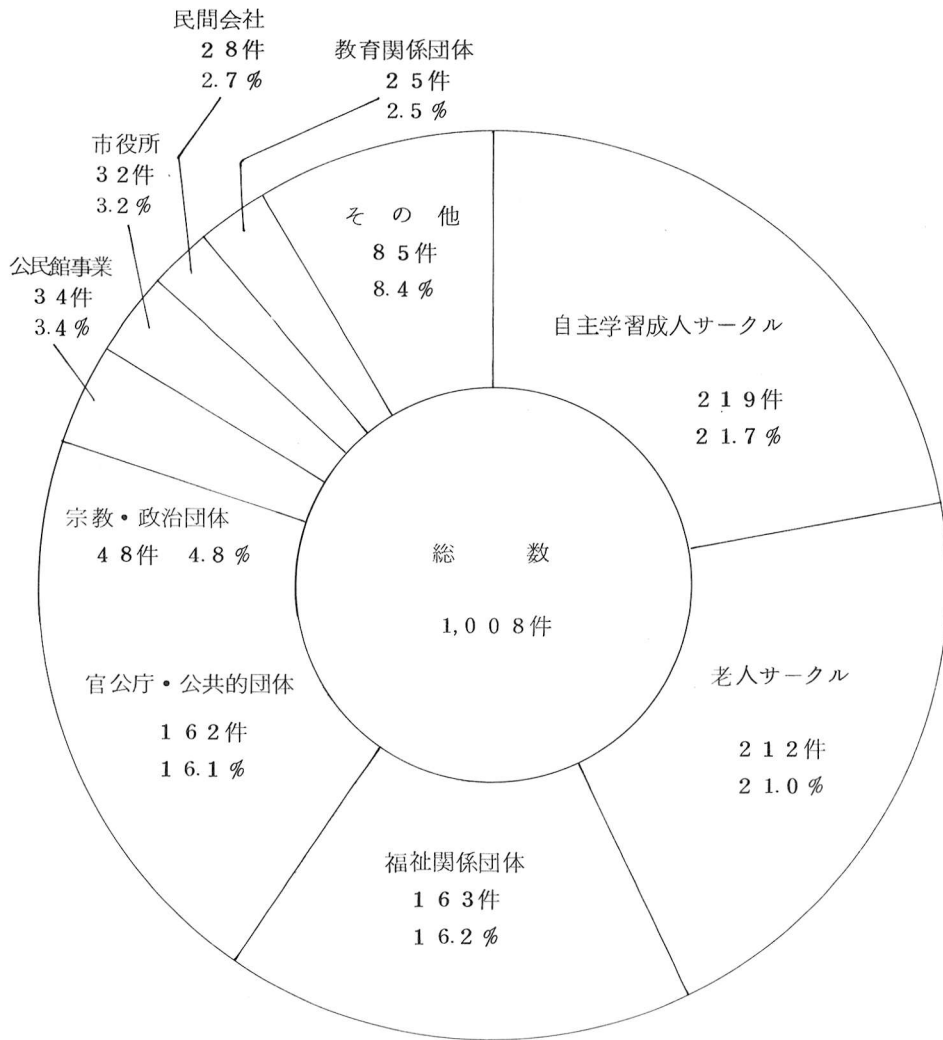 民間会社
28件
2.7%
教育関係団体
25件
2.5%
市役所
32件
3.2%
公民館事業
34件
3.4%
その他
85件
8.4%
自主学習成人サークル
219件
21.7%
宗教・政治団体
48件 4.8%
総数
1,008件
官公庁・公共的団体
162件
16.1%
老人サークル
212件
21.0%
福祉関係団体
163件
16.2%